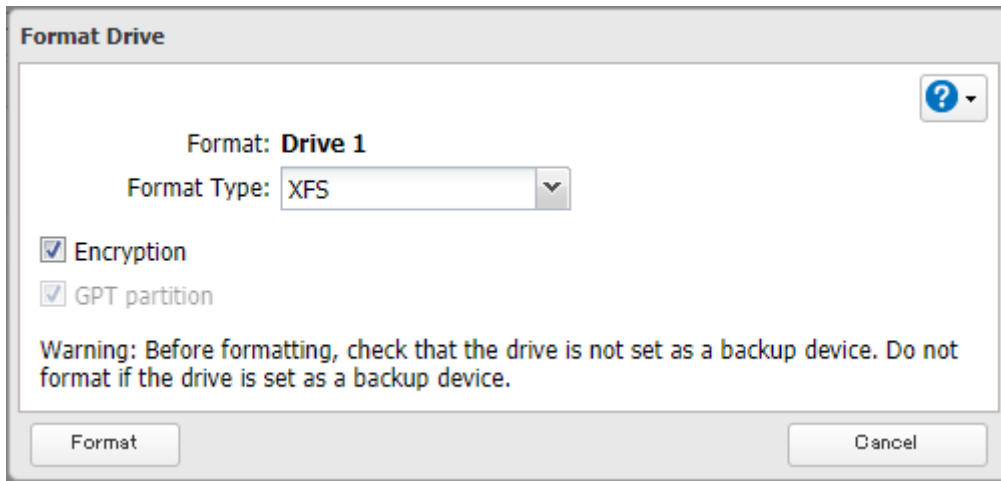 Format Drive
?
Format: Drive 1
Format Type: XFS
Encryption
GPT partition
Warning: Before formatting, check that the drive is not set as a backup device. Do not
format if the drive is set as a backup device.
Format Cancel